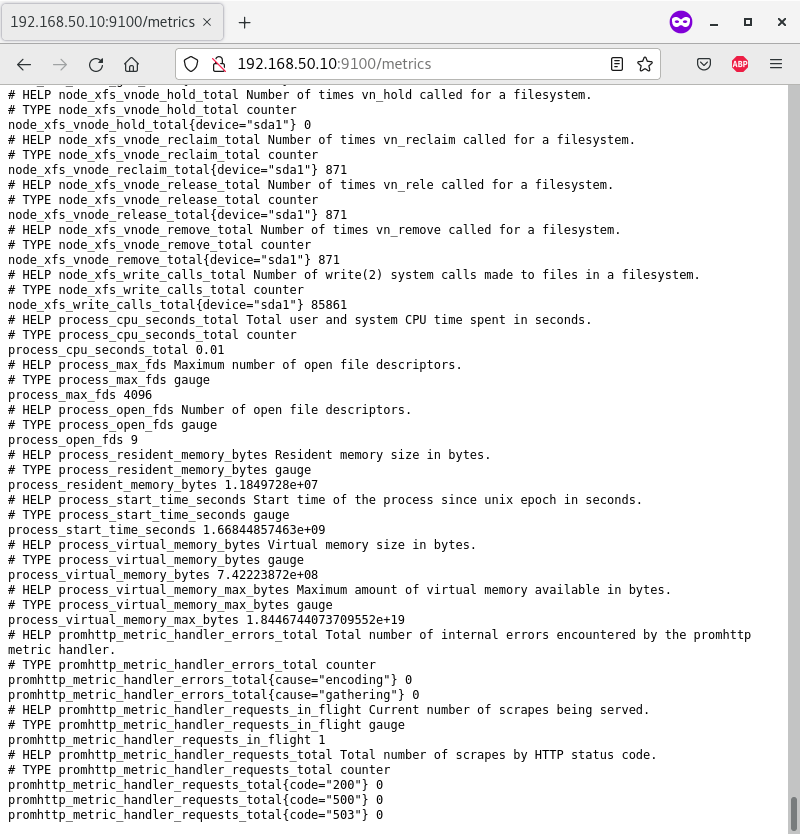 192.168.50.10:9100/metrics
192.168.50.10:9100/metrics
ABP
# HELP node_xfs_vnode_hold_total Number of times vn_hold called for a filesystem.
# TYPE node_xfs_vnode_hold_total counter
node_xfs_vnode_hold_total{device="sda1"} 0
# HELP node_xfs_vnode_reclaim_total Number of times vn_reclaim called for a filesystem.
# TYPE node_xfs_vnode_reclaim_total counter
node_xfs_vnode_reclaim_total{device="sda1"} 871
# HELP node_xfs_vnode_release_total Number of times vn_rele called for a filesystem.
# TYPE node_xfs_vnode_release_total counter
node_xfs_vnode_release_total{device="sda1"} 871
# HELP node_xfs_vnode_remove_total Number of times vn_remove called for a filesystem.
# TYPE node_xfs_vnode_remove_total counter
node_xfs_vnode_remove_total{device="sda1"} 871
# HELP node_xfs_write_calls_total Number of write(2) system calls made to files in a filesystem.
# TYPE node_xfs_write_calls_total counter
node_xfs_write_calls_total{device="sda1"} 85861
# HELP process_cpu_seconds_total Total user and system CPU time spent in seconds.
# TYPE process_cpu_seconds_total counter
process_cpu_seconds_total 0.01
# HELP process_max_fds Maximum number of open file descriptors.
# TYPE process_max_fds gauge
process_max_fds 4096
# HELP process_open_fds Number of open file descriptors.
# TYPE process_open_fds gauge
process_open_fds 9
# HELP process_resident_memory_bytes Resident memory size in bytes.
# TYPE process_resident_memory_bytes gauge
process_resident_memory_bytes 1.1849728e+07
# HELP process_start_time_seconds Start time of the process since unix epoch in seconds.
# TYPE process_start_time_seconds gauge
process_start_time_seconds 1.66844857463e+09
# HELP process_virtual_memory_bytes Virtual memory size in bytes.
# TYPE process_virtual_memory_bytes gauge
process_virtual_memory_bytes 7.42223872e+08
# HELP process_virtual_memory_max_bytes Maximum amount of virtual memory available in bytes.
# TYPE process_virtual_memory_max_bytes gauge
process_virtual_memory_max_bytes 1.8446744073709552e+19
# HELP promhttp_metric_handler_errors_total Total number of internal errors encountered by the promhttp
metric handler.
# TYPE promhttp_metric_handler_errors_total counter
promhttp_metric_handler_errors_total{cause="encoding"} 0
promhttp_metric_handler_errors_total{cause="gathering"} 0
# HELP promhttp_metric_handler_requests_in_flight Current number of scrapes being served.
# TYPE promhttp_metric_handler_requests_in_flight gauge
promhttp_metric_handler_requests_in_flight 1
# HELP promhttp_metric_handler_requests_total Total number of scrapes by HTTP status code.
# TYPE promhttp_metric_handler_requests_total counter
promhttp_metric_handler_requests_total{code="200"} 0
promhttp_metric_handler_requests_total{code="500"} 0
promhttp_metric_handler_requests_total{code="503"} 0